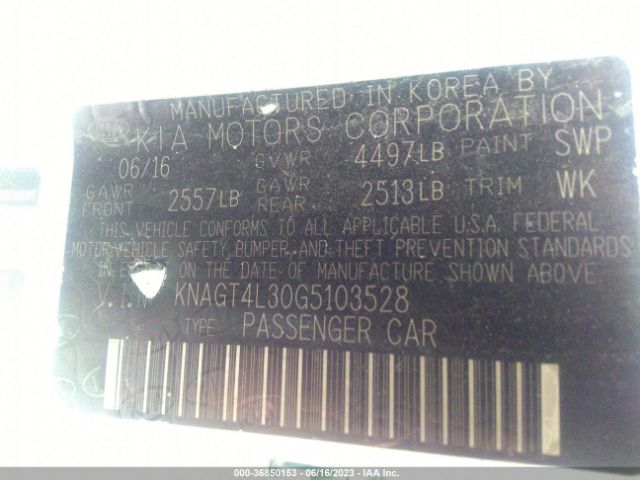 MANUFACTURED IN KOREA BY
KIA KIA MOTORS CORPORATION
06/16 GVWR 4497LB PAINT SWP
GAWR FRONT 2557LB GAWR REAR 2513LB TRIM WK
THIS VEHICLE CONFORMS TO ALL APPLICABLE U.S.A. FEDERAL
MOTOR VEHICLE SAFETY, BUMPER, AND THEFT PREVENTION STANDARDS
IN EFFECT ON THE DATE OF MANUFACTURE SHOWN ABOVE
V.I.N KNAGT4L30G5103528
TYPE PASSENGER CAR
000-36850153 - 06/16/2023 - IAAI Inc.